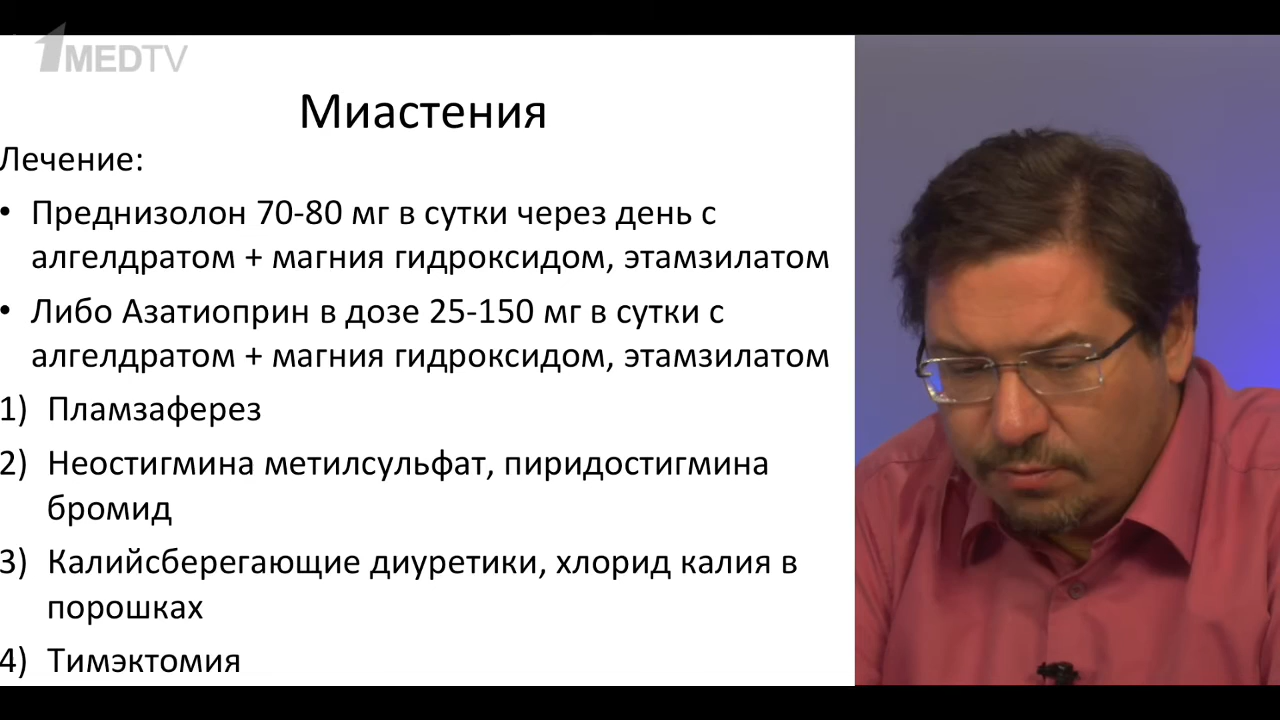 1MEDTV
Миастения
Лечение:
• Преднизолон 70-80 мг в сутки через день с
алгелдратом + магния гидроксидом, этамзилатом
• Либо Азатиоприн в дозе 25-150 мг в сутки с
алгелдратом + магния гидроксидом, этамзилатом
1) Пламзаферез
2) Неостигмина метилсульфат, пиридостигмина
бромид
3) Калийсберегающие диуретики, хлорид калия в
порошках
4) Тимэктомия